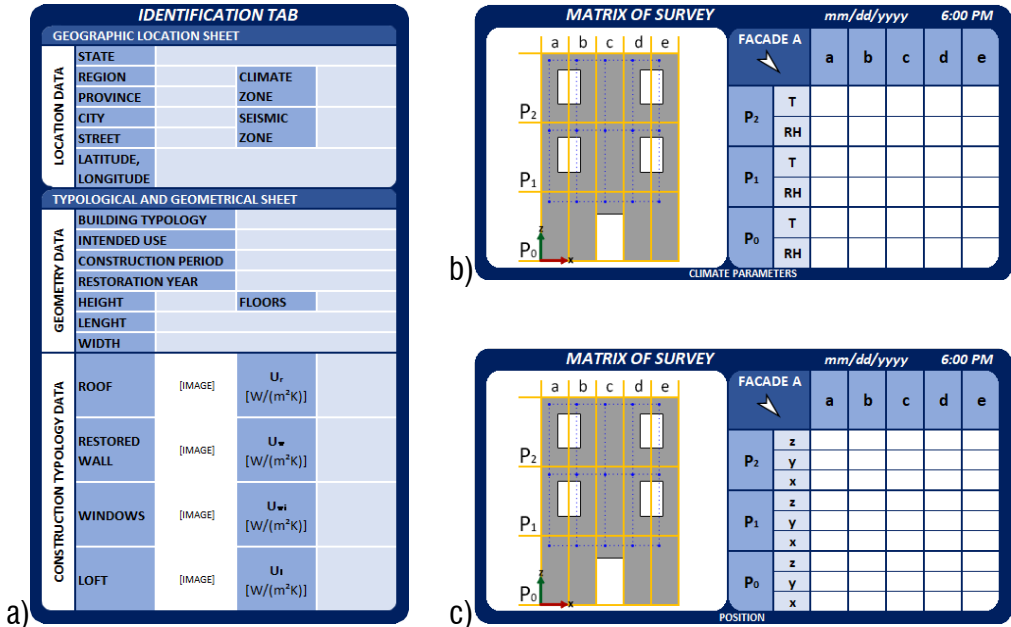 IDENTIFICATION TAB
GEOGRAPHIC LOCATION SHEET
LOCATION DATA
STATE
REGION
PROVINCE
CLIMATE
ZONE
CITY
STREET
SEISMIC
ZONE
LATITUDE,
LONGITUDE
TYPOLOGICAL AND GEOMETRICAL SHEET
GEOMETRY DATA
BUILDING TYPOLOGY
INTENDED USE
CONSTRUCTION PERIOD
RESTORATION YEAR
HEIGHT FLOORS
LENGHT
WIDTH
CONSTRUCTION TYPOLOGY DATA
ROOF [IMAGE] Uᵣ [W/(m²K)]
RESTORED
WALL
[IMAGE] Uw [W/(m²K)]
WINDOWS [IMAGE] Uwi [W/(m²K)]
LOFT [IMAGE] Uı [W/(m²K)]
a)
MATRIX OF SURVEY mm/dd/yyyy 6:00 PM
a b c d e
P₂
P₁
P₀
z
x
FACADE A a b c d e
P₂ T
RH
P₁ T
RH
P₀ T
RH
CLIMATE PARAMETERS
b)
MATRIX OF SURVEY mm/dd/yyyy 6:00 PM
a b c d e
P₂
P₁
P₀
z
x
FACADE A a b c d e
P₂ z
y
x
P₁ z
y
x
P₀ z
y
x
POSITION
c)